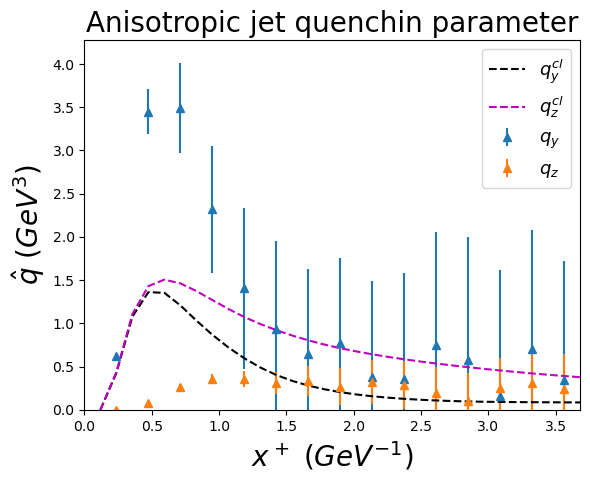 Anisotropic jet quenchin parameter
q̂ (GeV³)
4.0
3.5
3.0
2.5
2.0
1.5
1.0
0.5
0.0
q_y^{cl}
q_z^{cl}
q_y
q_z
0.0 0.5 1.0 1.5 2.0 2.5 3.0 3.5
x⁺ (GeV⁻¹)